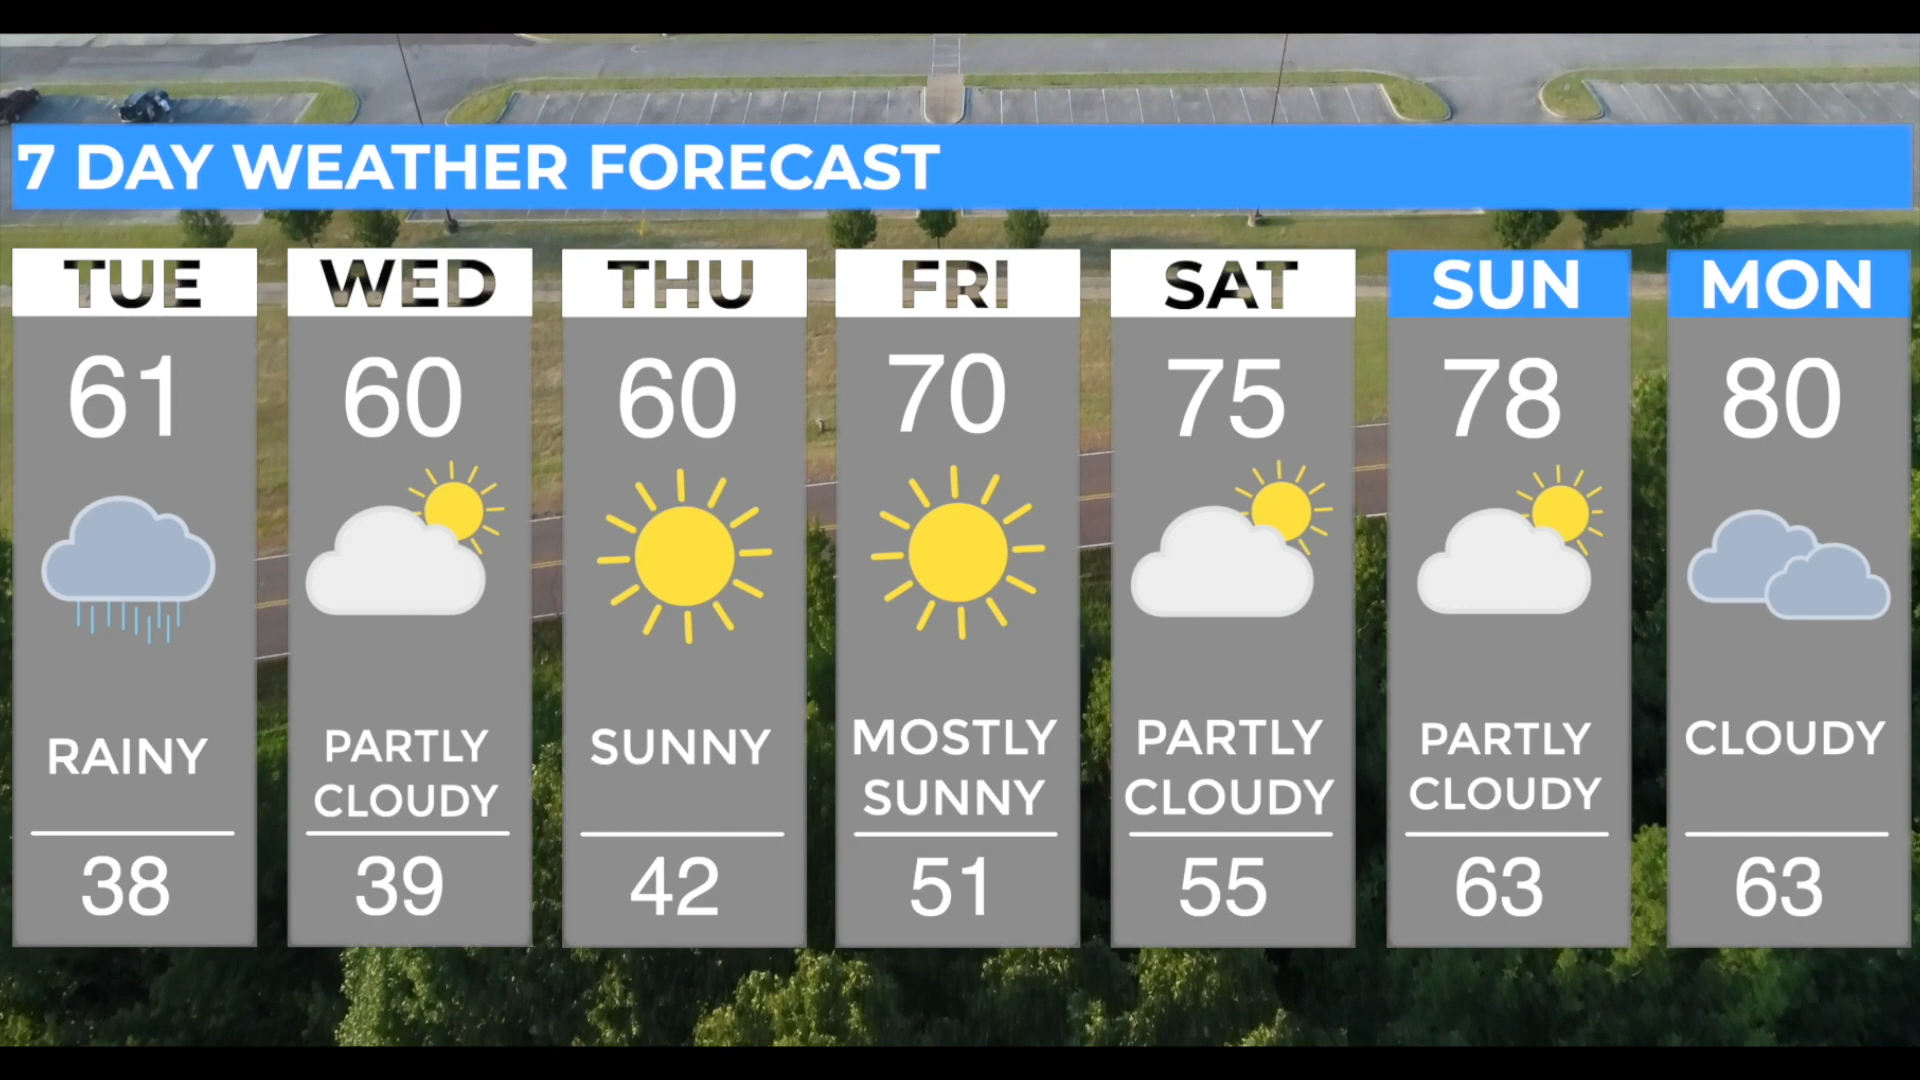 7 DAY WEATHER FORECAST
TUE
61
RAINY
38
WED
60
PARTLY
CLOUDY
39
THU
60
SUNNY
42
FRI
70
MOSTLY
SUNNY
51
SAT
75
PARTLY
CLOUDY
55
SUN
78
PARTLY
CLOUDY
63
MON
80
CLOUDY
63